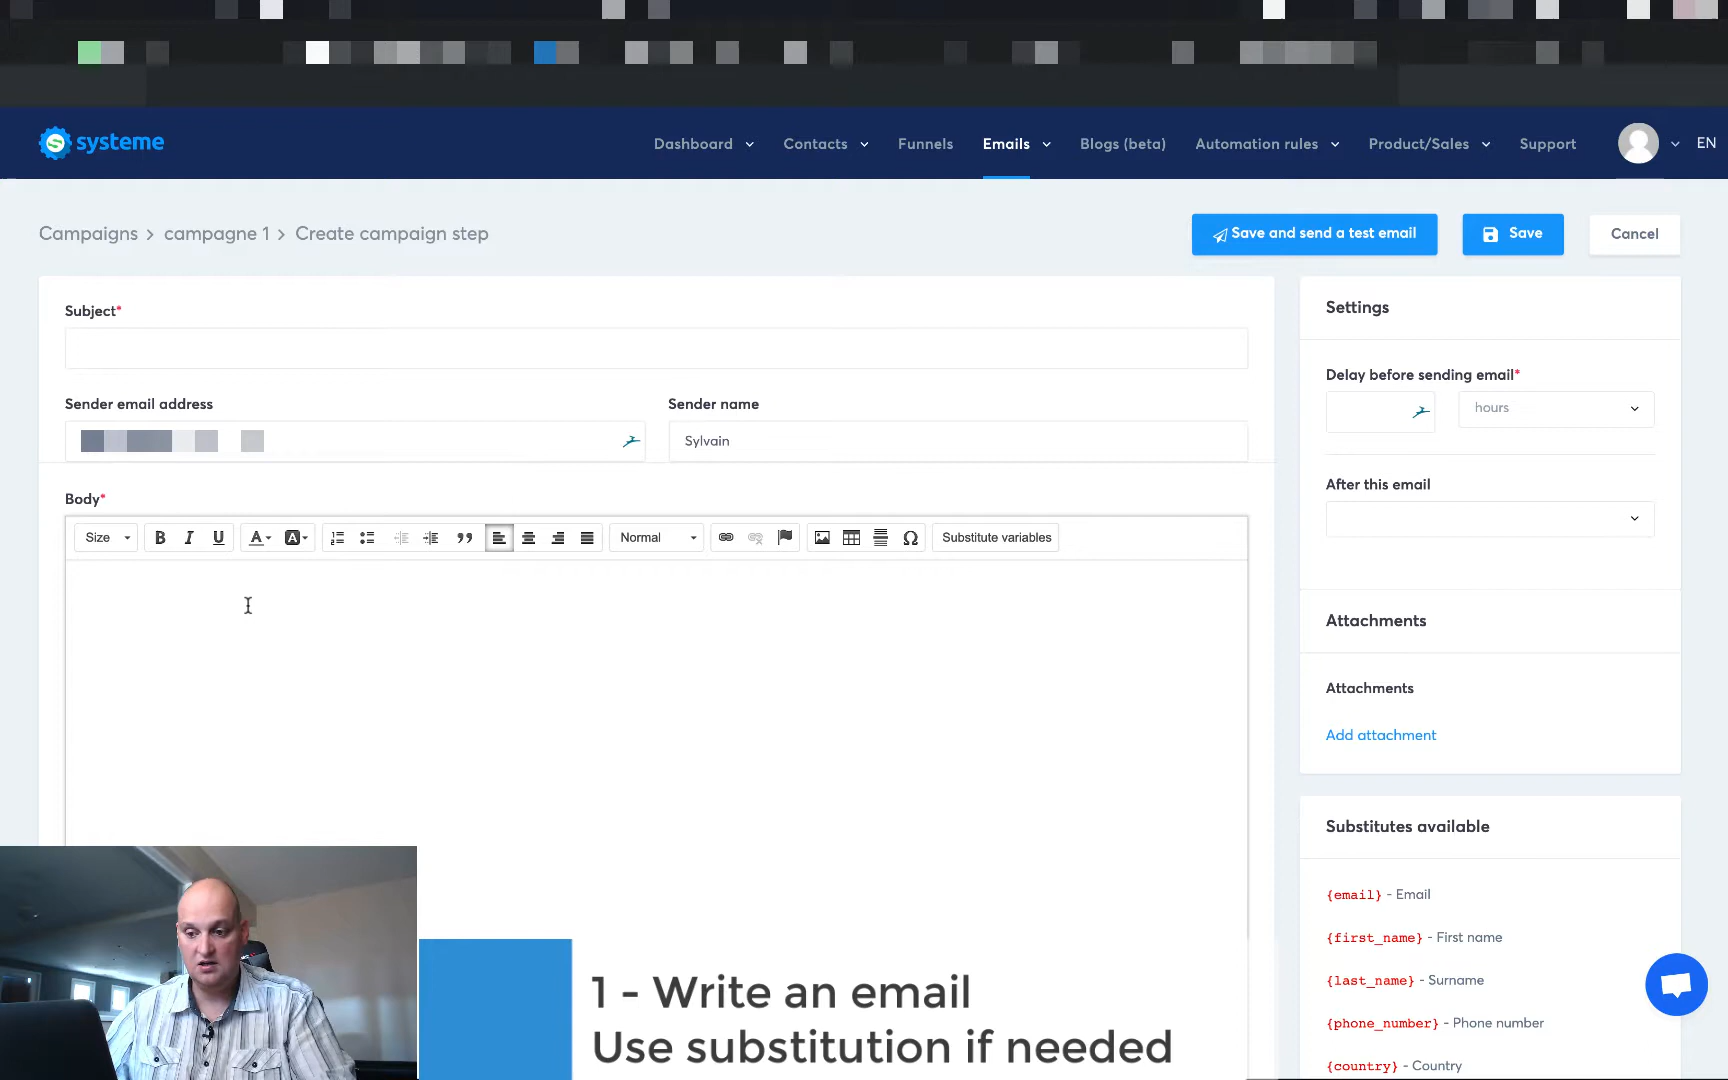 systeme
Dashboard Contacts Funnels Emails Blogs (beta) Automation rules Product/Sales Support EN
Campaigns > campagne 1 > Create campaign step
Save and send a test email Save Cancel
Subject*
Sender email address Sender name
Sylvain
Body*
Size B I U A A Normal Substitute variables
Settings
Delay before sending email*
hours
After this email
Attachments
Attachments
Add attachment
Substitutes available
{email} - Email
{first_name} - First name
{last_name} - Surname
{phone_number} - Phone number
{country} - Country
1 - Write an email
Use substitution if needed